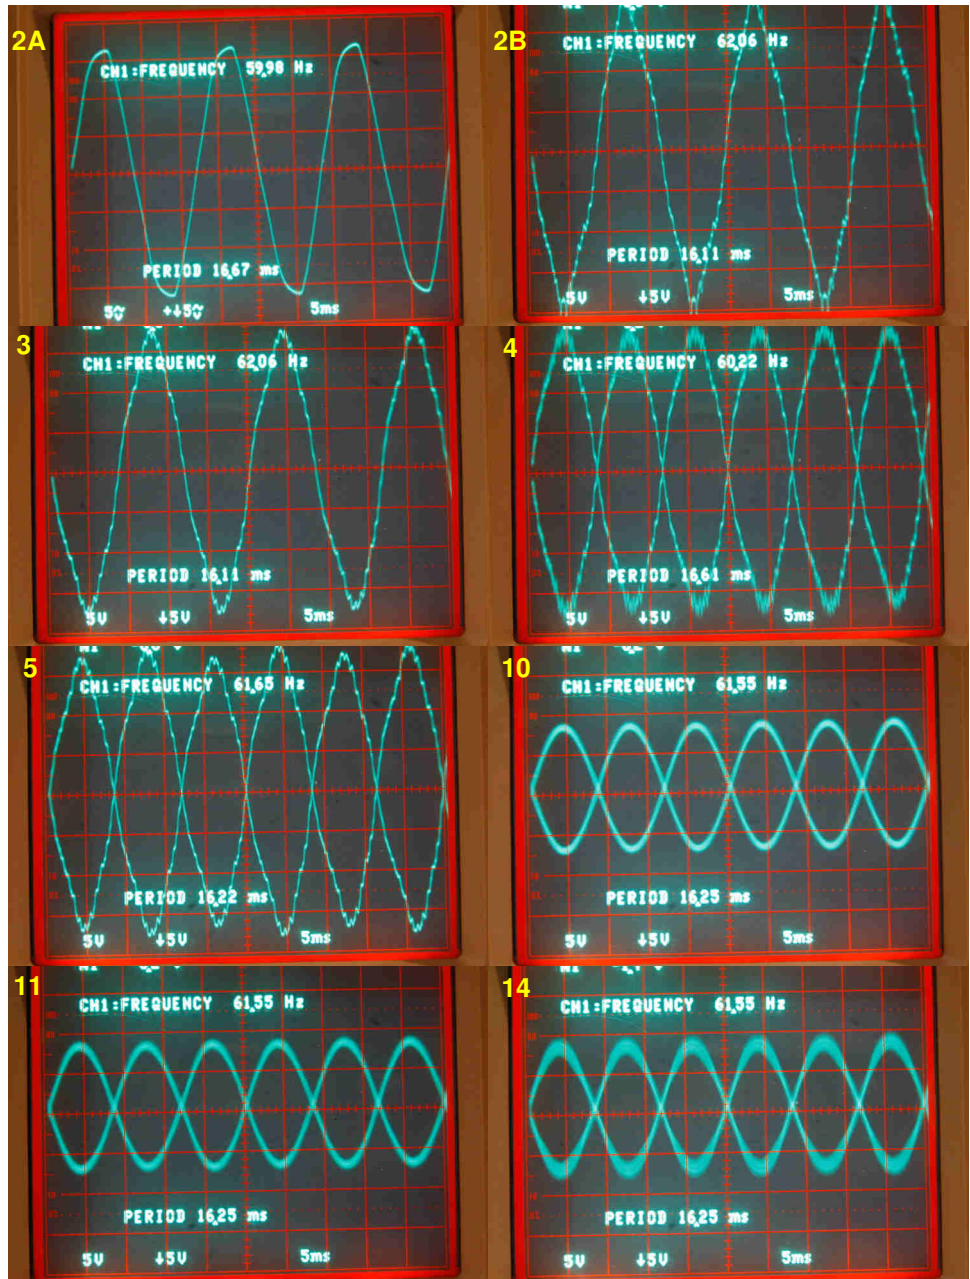 2A
CH1:FREQUENCY 59.98 Hz
PERIOD 16.67 ms
5V ++5V 5ms
2B
CH1:FREQUENCY 62.06 Hz
PERIOD 16.11 ms
5V ↓5V 5ms
3
CH1:FREQUENCY 62.06 Hz
PERIOD 16.11 ms
5V ↓5V 5ms
4
CH1:FREQUENCY 60.22 Hz
PERIOD 16.61 ms
5V ↓5V 5ms
5
CH1:FREQUENCY 61.65 Hz
PERIOD 16.22 ms
5V ↓5V 5ms
10
CH1:FREQUENCY 61.55 Hz
PERIOD 16.25 ms
5V ↓5V 5ms
11
CH1:FREQUENCY 61.55 Hz
PERIOD 16.25 ms
5V ↓5V 5ms
14
CH1:FREQUENCY 61.55 Hz
PERIOD 16.25 ms
5V ↓5V 5ms